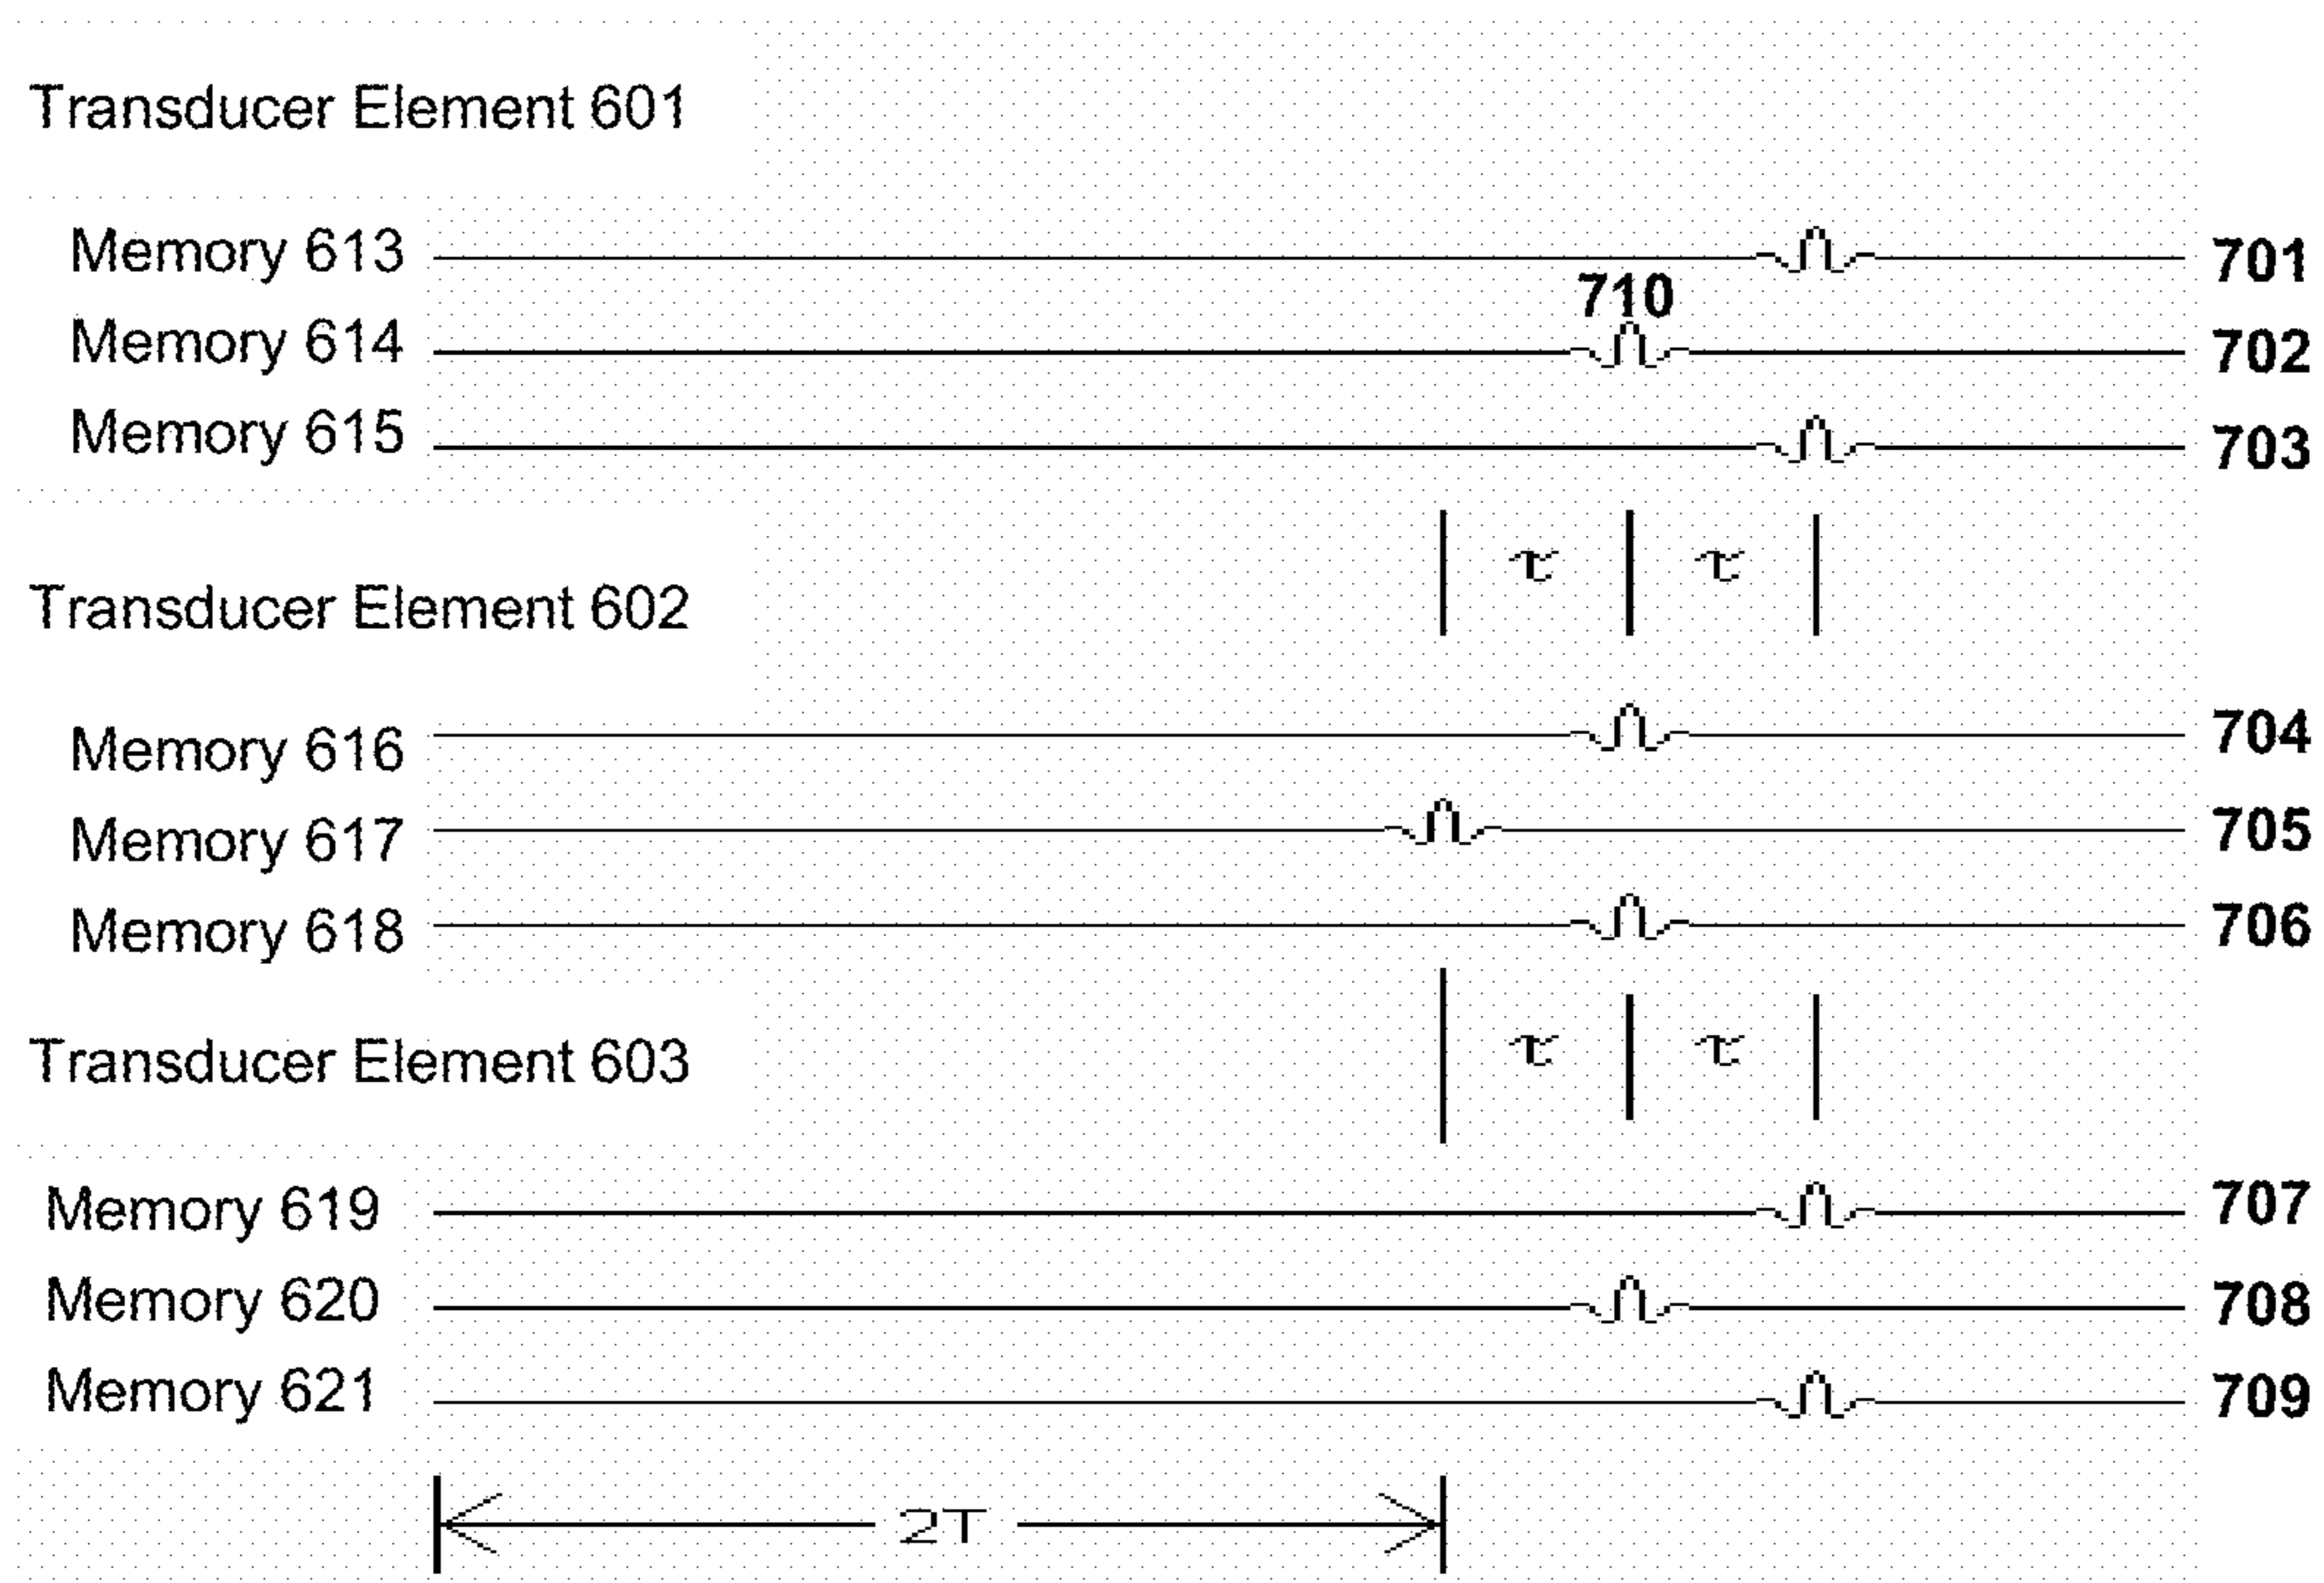 Transducer Element 601
Memory 613 701
710
Memory 614 702
Memory 615 703
τ τ
Transducer Element 602
Memory 616 704
Memory 617 705
Memory 618 706
τ τ
Transducer Element 603
Memory 619 707
Memory 620 708
Memory 621 709
2T